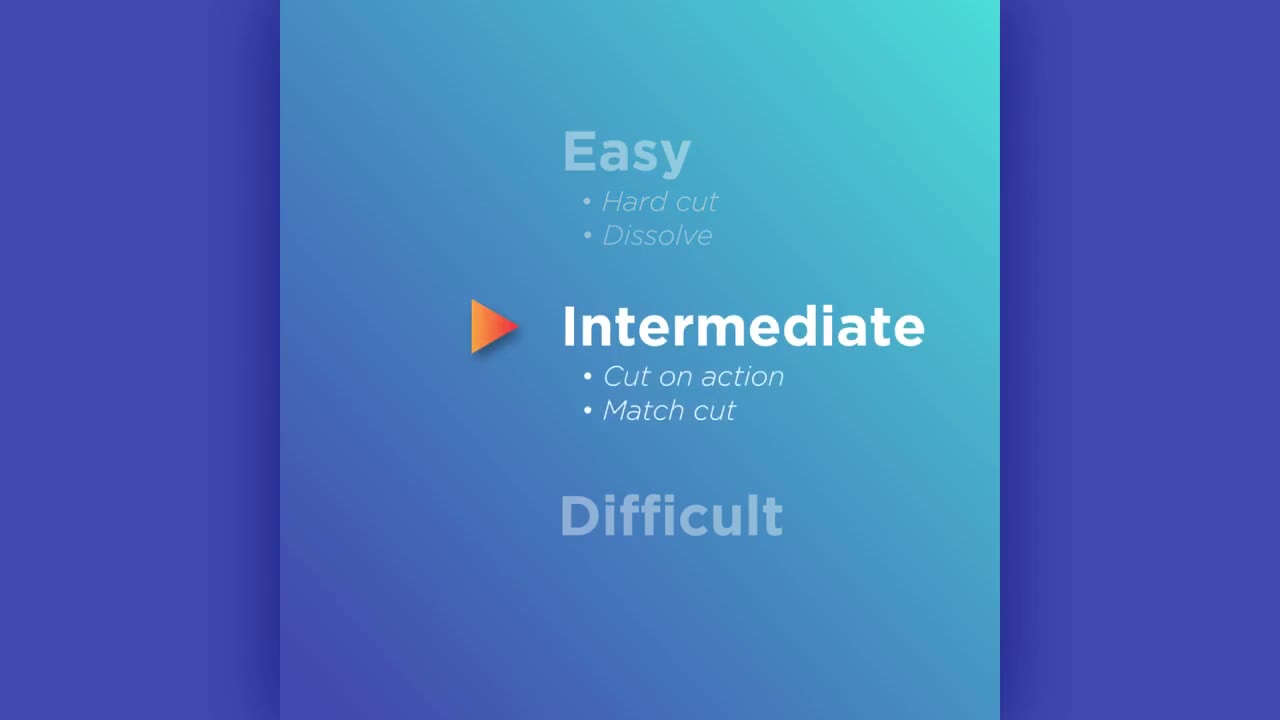 Easy
• Hard cut
• Dissolve
Intermediate
• Cut on action
• Match cut
Difficult